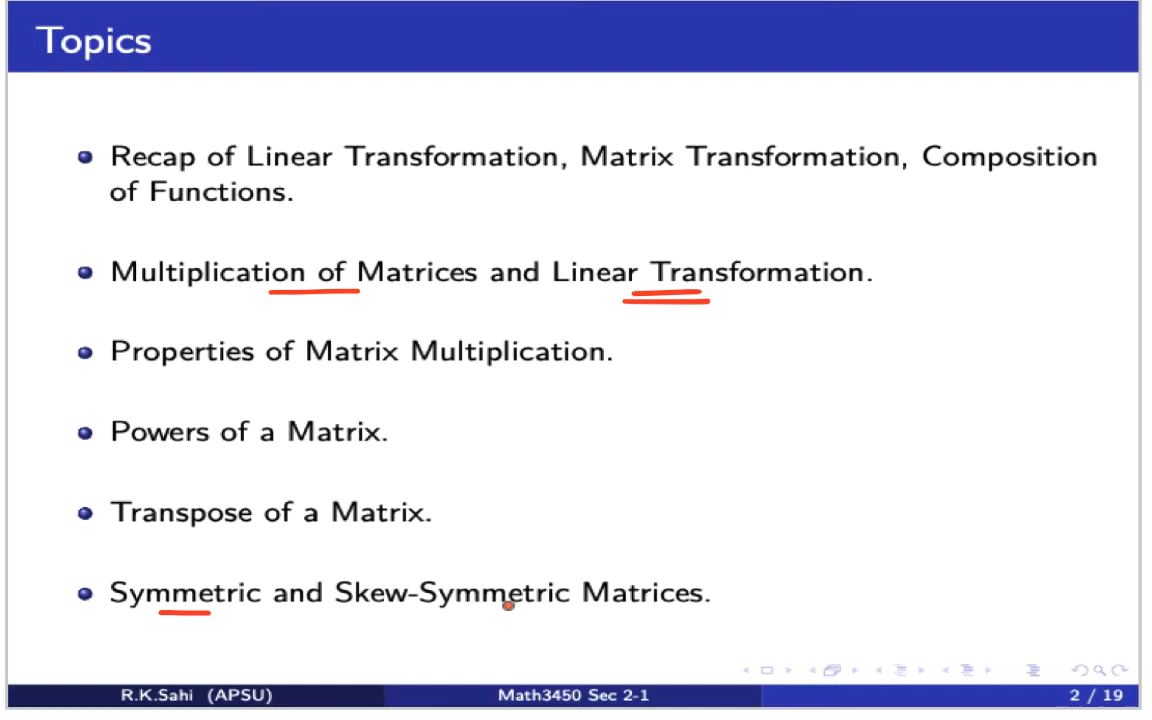 Topics
Recap of Linear Transformation, Matrix Transformation, Composition
of Functions.
Multiplication of Matrices and Linear Transformation.
Properties of Matrix Multiplication.
Powers of a Matrix.
Transpose of a Matrix.
Symmetric and Skew-Symmetric Matrices.
R.K.Sahi (APSU) Math3450 Sec 2-1 2 / 19